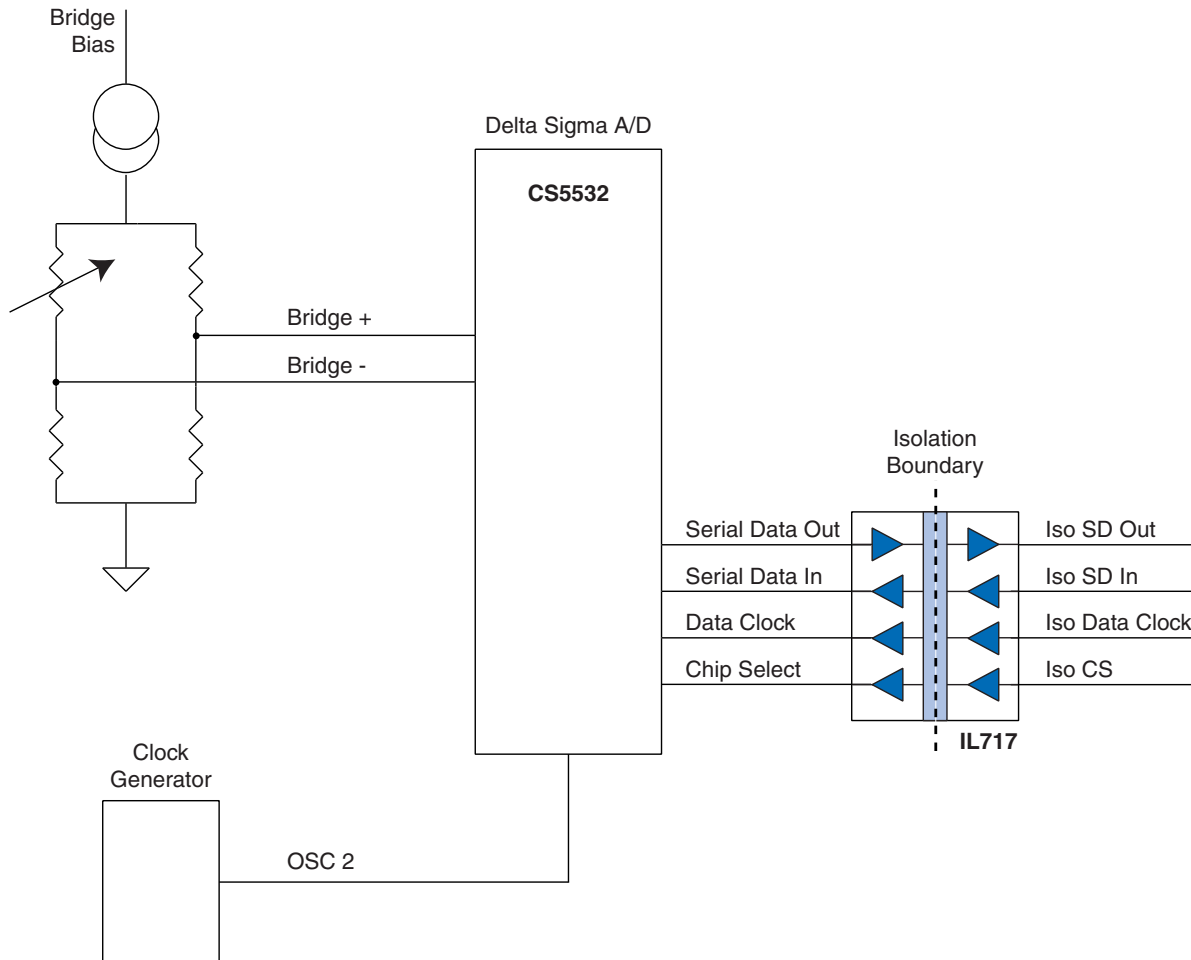 Bridge
Bias
Delta Sigma A/D
CS5532
Bridge +
Bridge -
Isolation
Boundary
Serial Data Out
Iso SD Out
Serial Data In
Iso SD In
Data Clock
Iso Data Clock
Chip Select
Iso CS
IL717
Clock
Generator
OSC 2